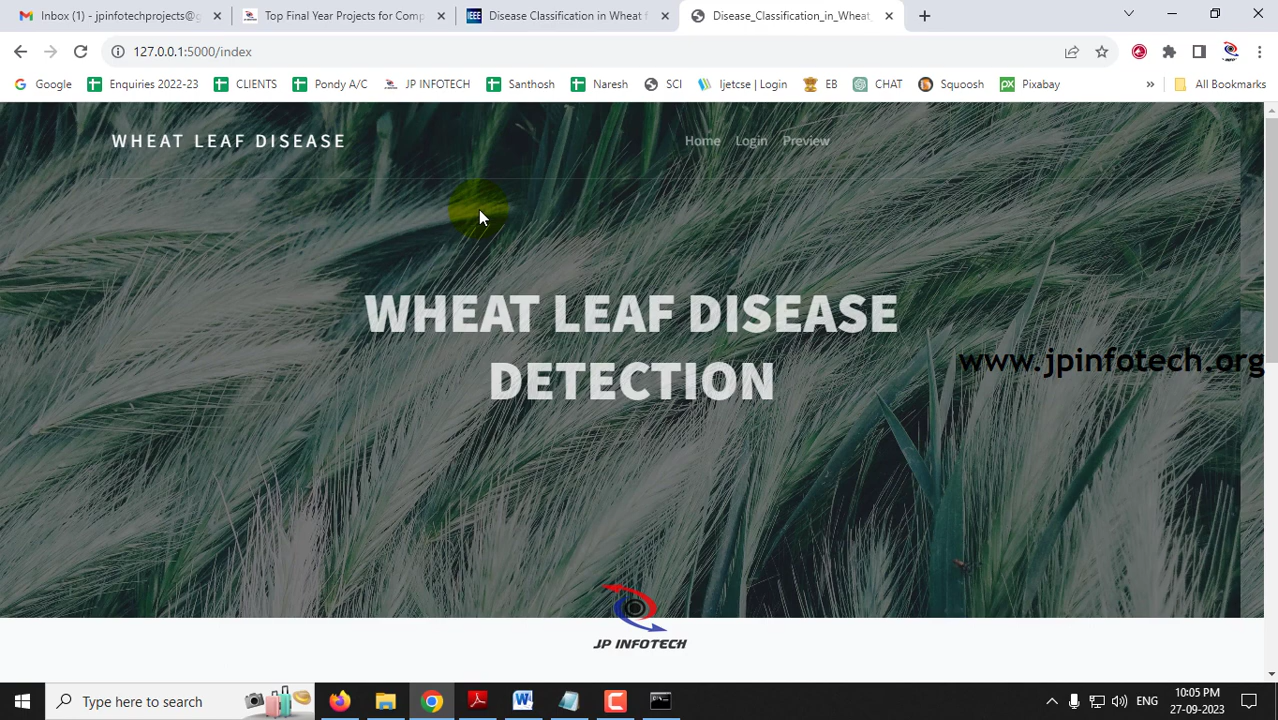 Inbox (1) - jpinfotechprojects@g
Top Final Year Projects for Comp
IEEE
Disease Classification in Wheat f
Disease_Classification_in_Wheat_
127.0.0.1:5000/index
Google
Enquiries 2022-23
CLIENTS
Pondy A/C
JP INFOTECH
Santhosh
Naresh
SCI
Ijetcse | Login
EB
CHAT
Squoosh
px
Pixabay
»
All Bookmarks
WHEAT LEAF DISEASE
Home
Login
Preview
WHEAT LEAF DISEASE
DETECTION
www.jpinfotech.org
JP INFOTECH
Type here to search
ENG
10:05 PM
27-09-2023